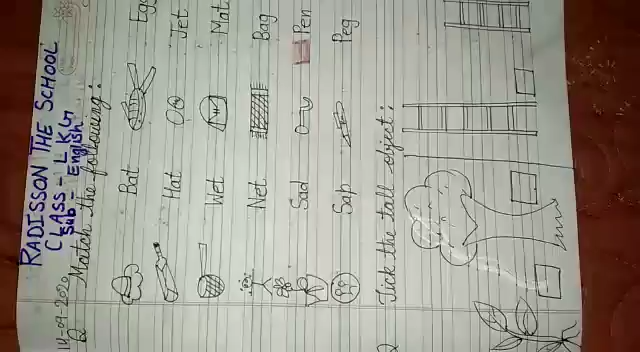 RADISSON THE SCHOOL
CLASS - L K G
Sub - English
14-09-2020
Q Match the following:
Bat Egg
Hat Jet
Wet Mat
Net Bag
Sad Pen
Sap Peg
Tick the tall object: